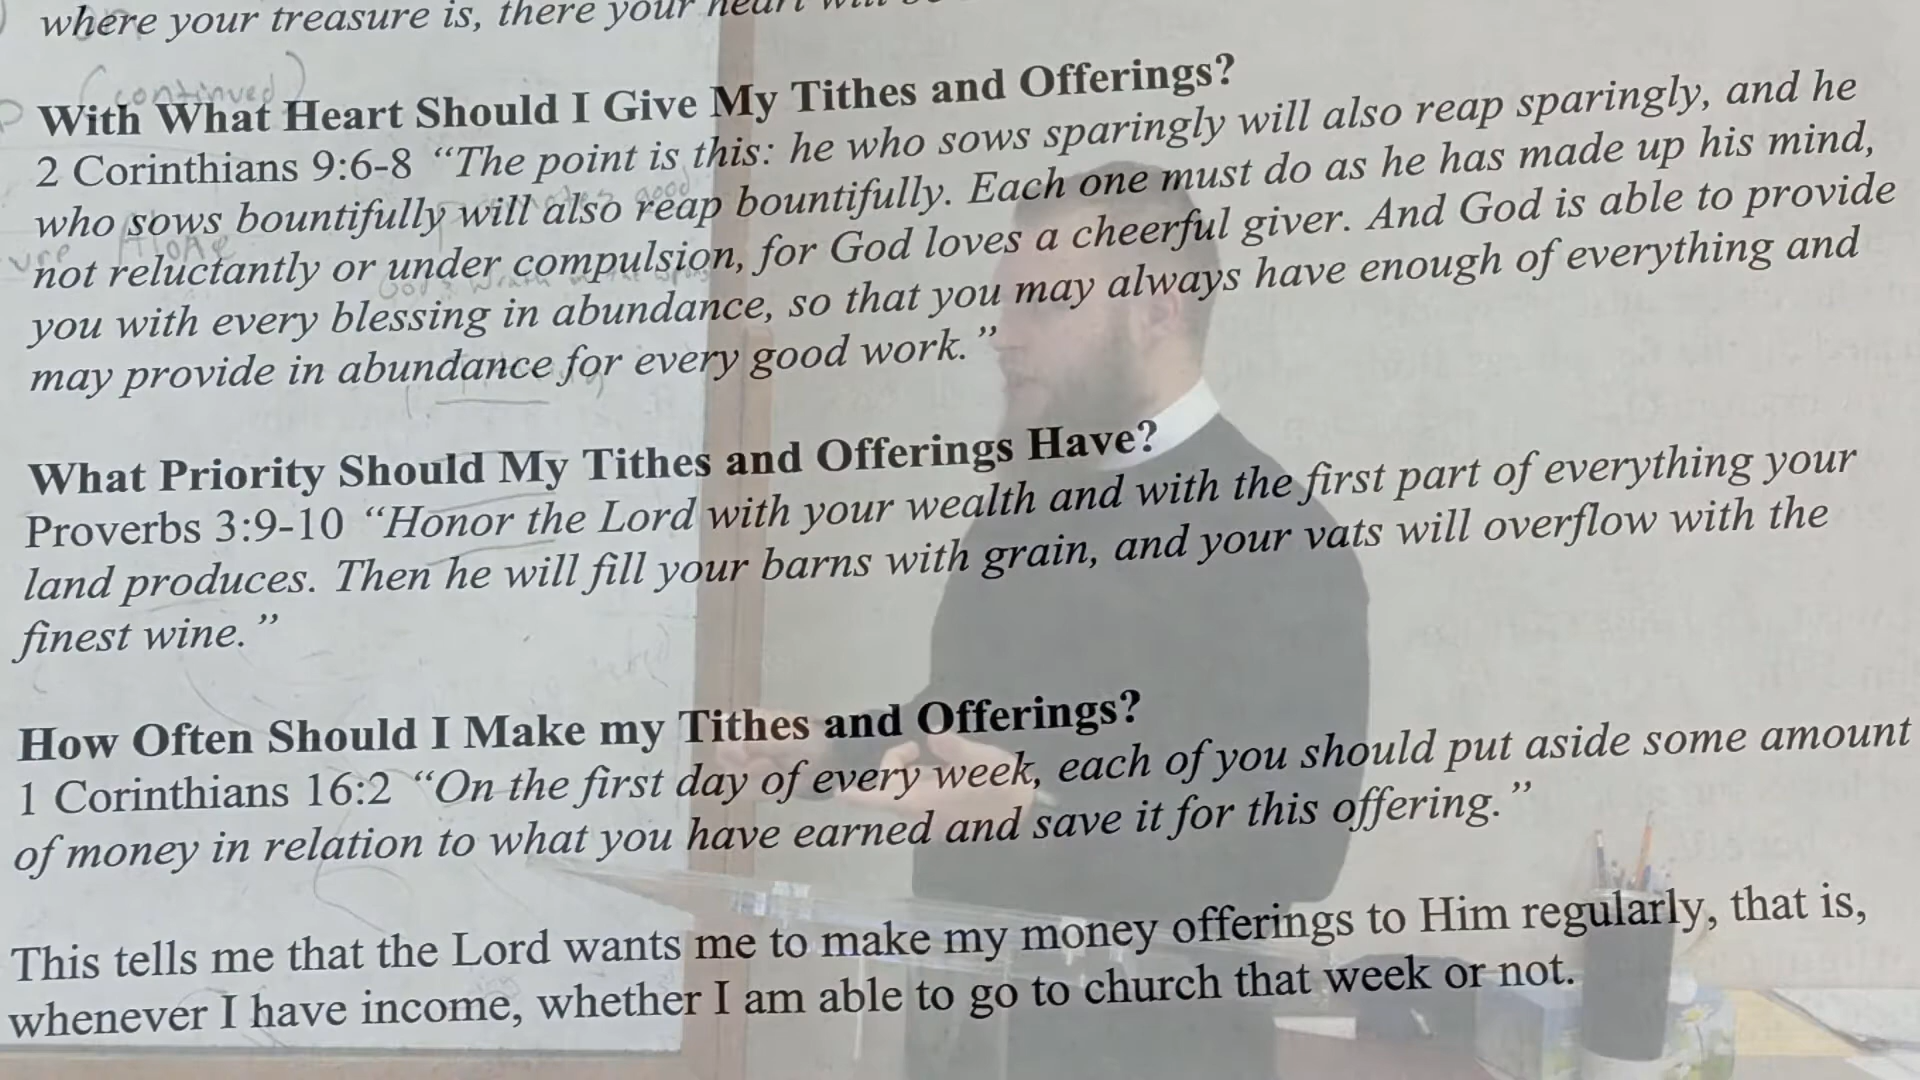 where your treasure is, there your heart will
(continued)
With What Heart Should I Give My Tithes and Offerings?
2 Corinthians 9:6-8 “The point is this: he who sows sparingly will also reap sparingly, and he
who sows bountifully will also reap bountifully. Each one must do as he has made up his mind,
not reluctantly or under compulsion, for God loves a cheerful giver. And God is able to provide
you with every blessing in abundance, so that you may always have enough of everything and
may provide in abundance for every good work.”
What Priority Should My Tithes and Offerings Have?
Proverbs 3:9-10 “Honor the Lord with your wealth and with the first part of everything your
land produces. Then he will fill your barns with grain, and your vats will overflow with the
finest wine.”
How Often Should I Make my Tithes and Offerings?
1 Corinthians 16:2 “On the first day of every week, each of you should put aside some amount
of money in relation to what you have earned and save it for this offering.”
This tells me that the Lord wants me to make my money offerings to Him regularly, that is,
whenever I have income, whether I am able to go to church that week or not.